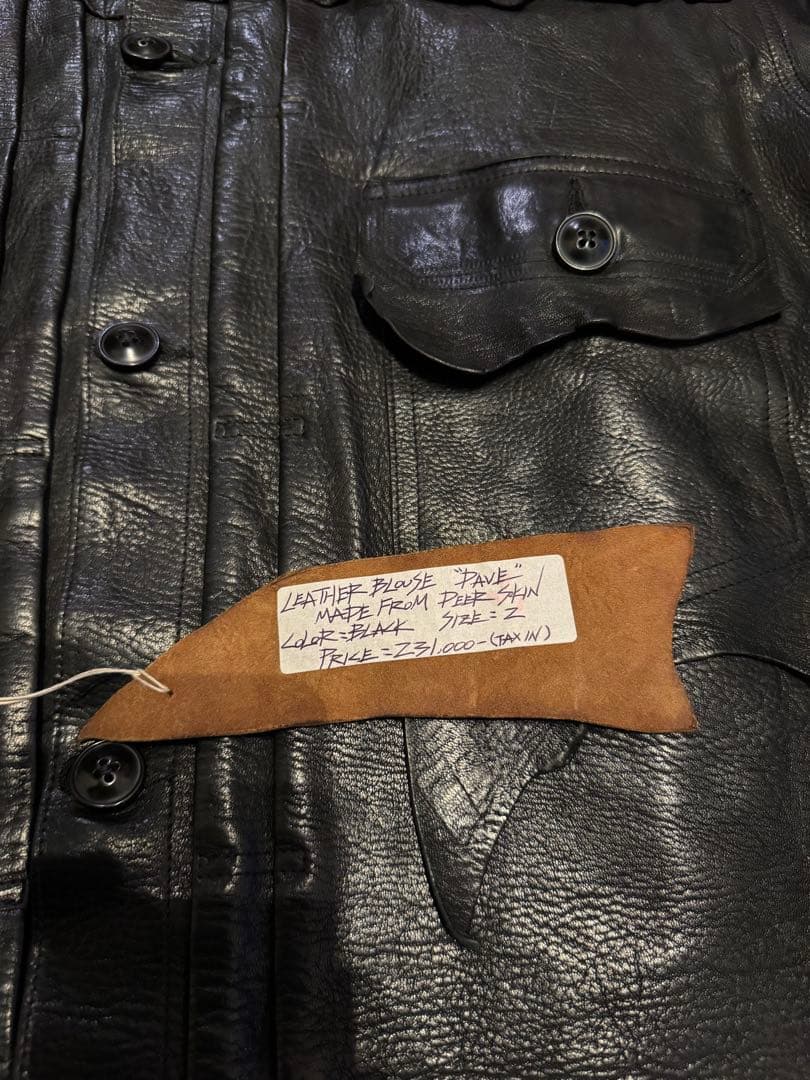 LEATHER BLOUSE "DAVE"
MADE FROM DEER SKIN
COLOR=BLACK SIZE=2
PRICE=231.000-(TAX IN)